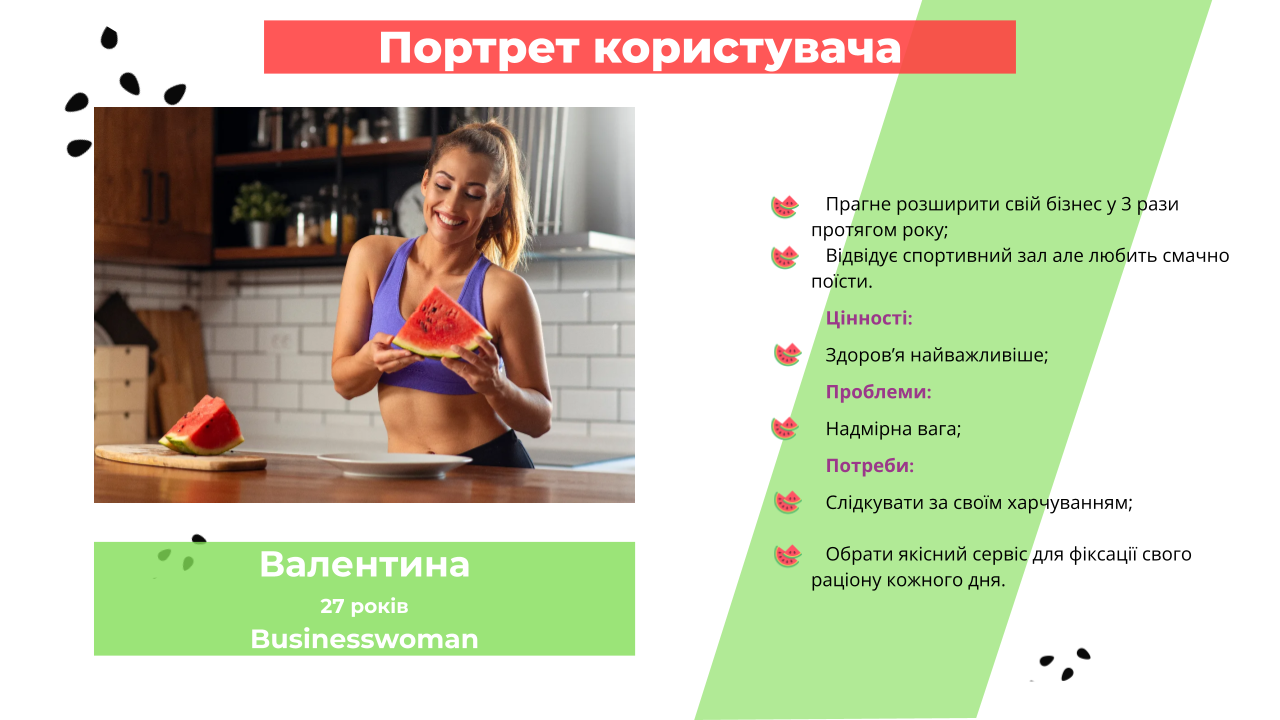 Портрет користувача
Прагне розширити свій бізнес у 3 рази
протягом року;
Відвідує спортивний зал але любить смачно
поїсти.
Цінності:
Здоров’я найважливіше;
Проблеми:
Надмірна вага;
Потреби:
Слідкувати за своїм харчуванням;
Обрати якісний сервіс для фіксації свого
раціону кожного дня.
Валентина
27 років
Businesswoman